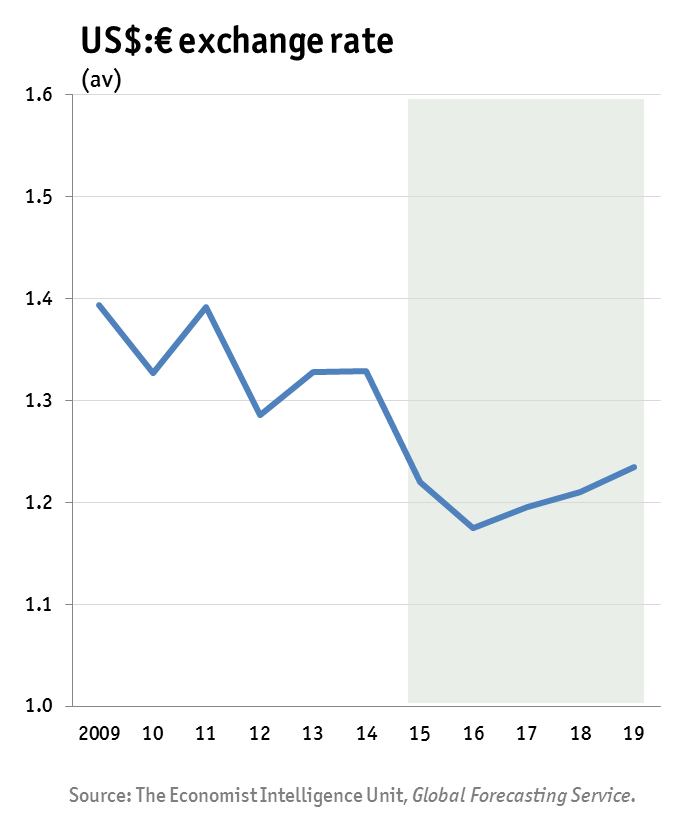 US$:€ exchange rate
(av)
1.6
1.5
1.4
1.3
1.2
1.1
1.0
2009 10 11 12 13 14 15 16 17 18 19
Source: The Economist Intelligence Unit, Global Forecasting Service.